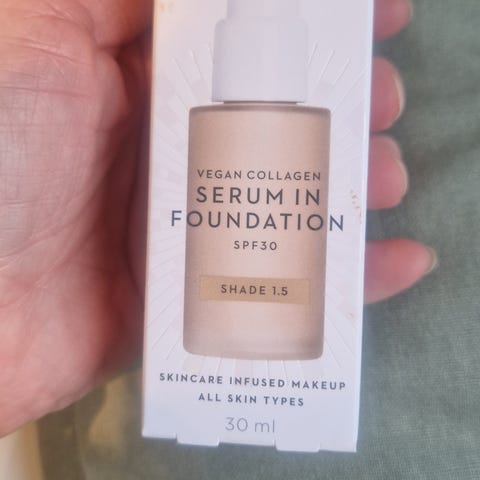 VEGAN COLLAGEN
SERUM IN
FOUNDATION
SPF30
SHADE 1.5
SKINCARE INFUSED MAKEUP
ALL SKIN TYPES
30 ml